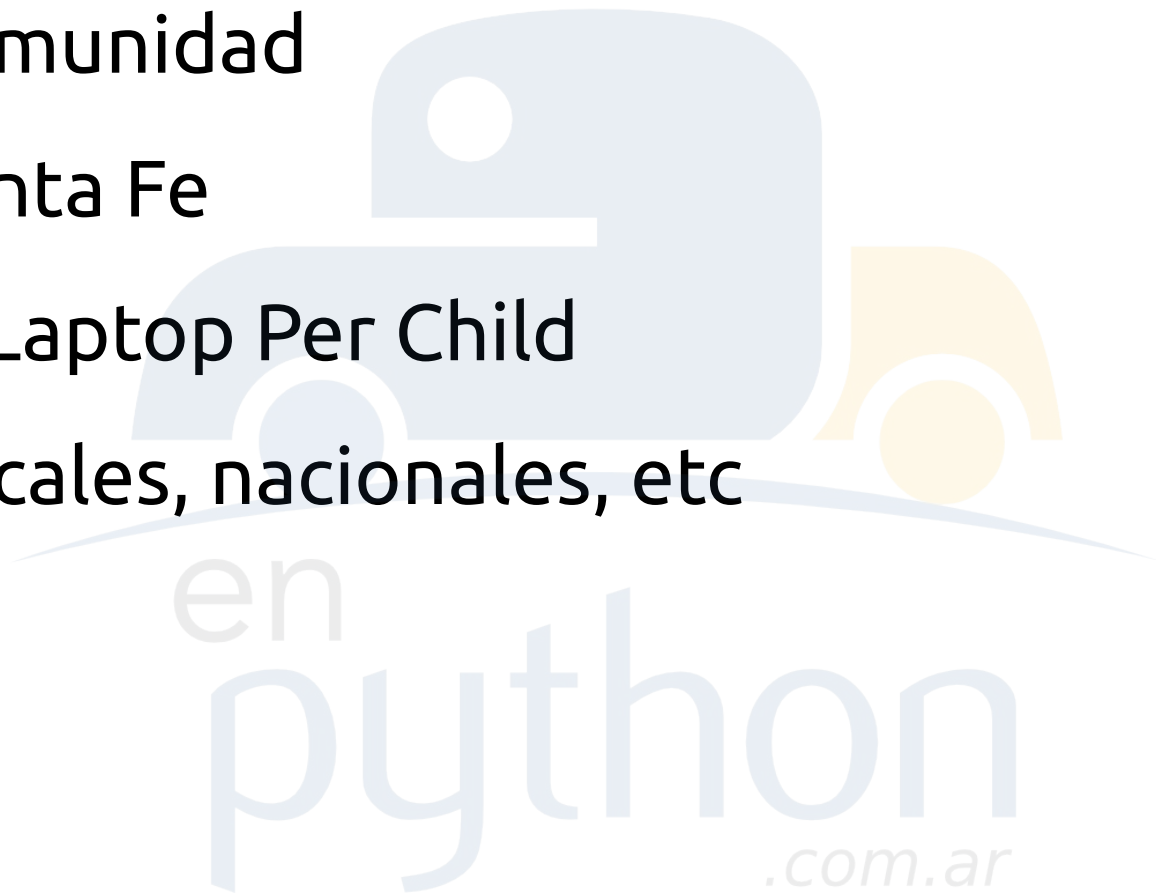 munidad
nta Fe
Laptop Per Child
cales, nacionales, etc
en
python
.com.ar